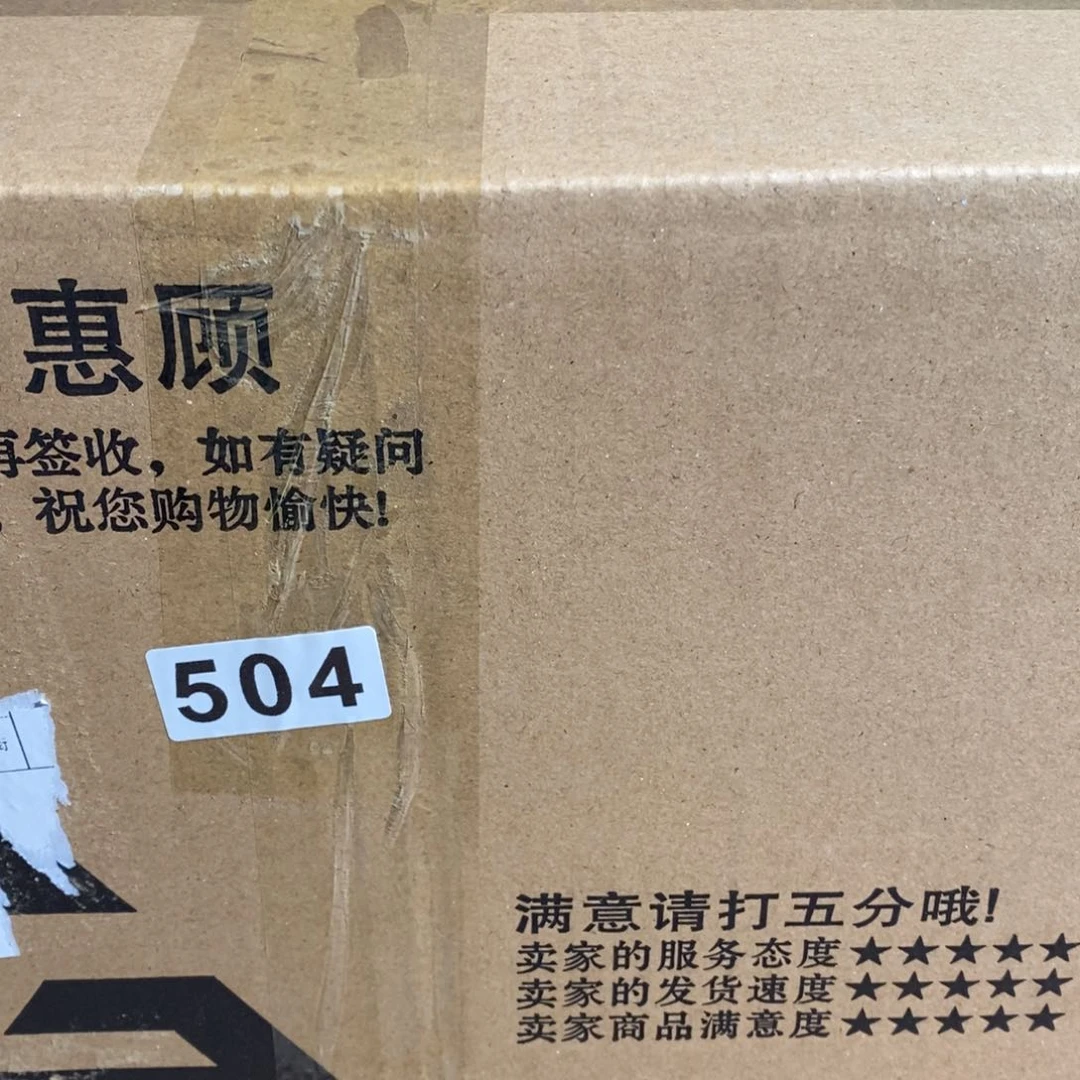 惠顾
再签收，如有疑问
，祝您购物愉快!
504
满意请打五分哦!
卖家的服务态度★★★★★
卖家的发货速度★★★★★
卖家商品满意度★★★★★